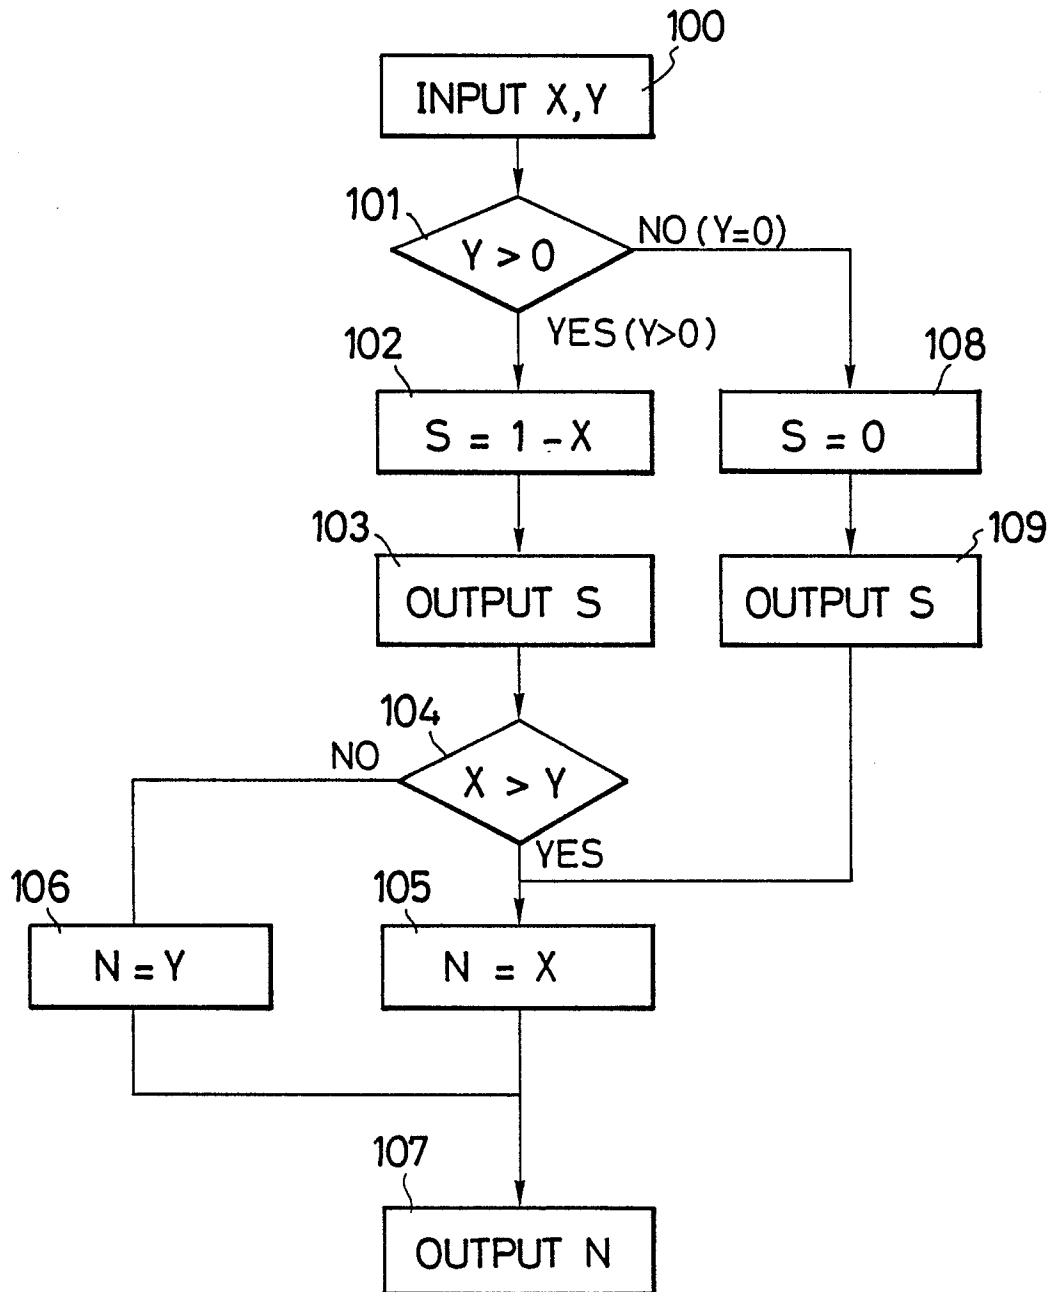 100
INPUT X,Y
101
Y > 0
NO (Y=0)
YES (Y>0)
102
S = 1 - X
108
S = 0
103
OUTPUT S
109
OUTPUT S
104
NO
X > Y
YES
106
N = Y
105
N = X
107
OUTPUT N